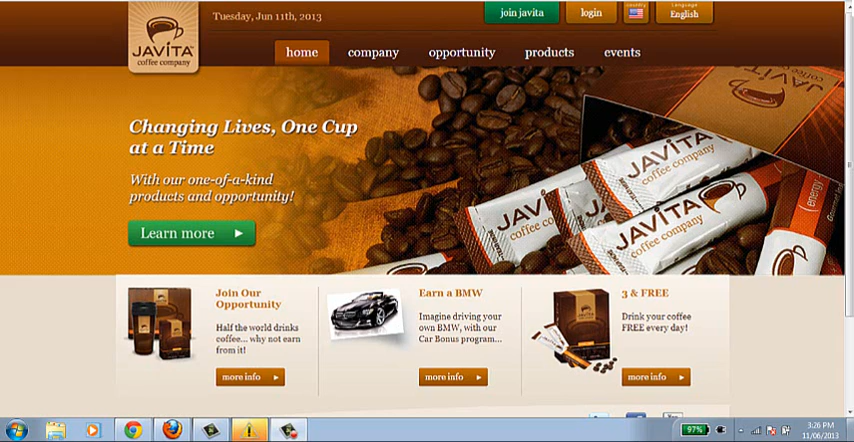 Tuesday, Jun 11th, 2013
join javita
login
country
Language
English
JAVITA
coffee company
home
company
opportunity
products
events
Changing Lives, One Cup
at a Time
With our one-of-a-kind
products and opportunity!
Learn more
JAVITA
coffee company
JAVITA
coffee company
JAVITA
coffee company
energy
Join Our
Opportunity
Half the world drinks
coffee... why not earn
from it!
more info
Earn a BMW
Imagine driving your
own BMW, with our
Car Bonus program...
more info
JAVITA
3 & FREE
Drink your coffee
FREE every day!
more info
97%
3:26 PM
11/06/2013